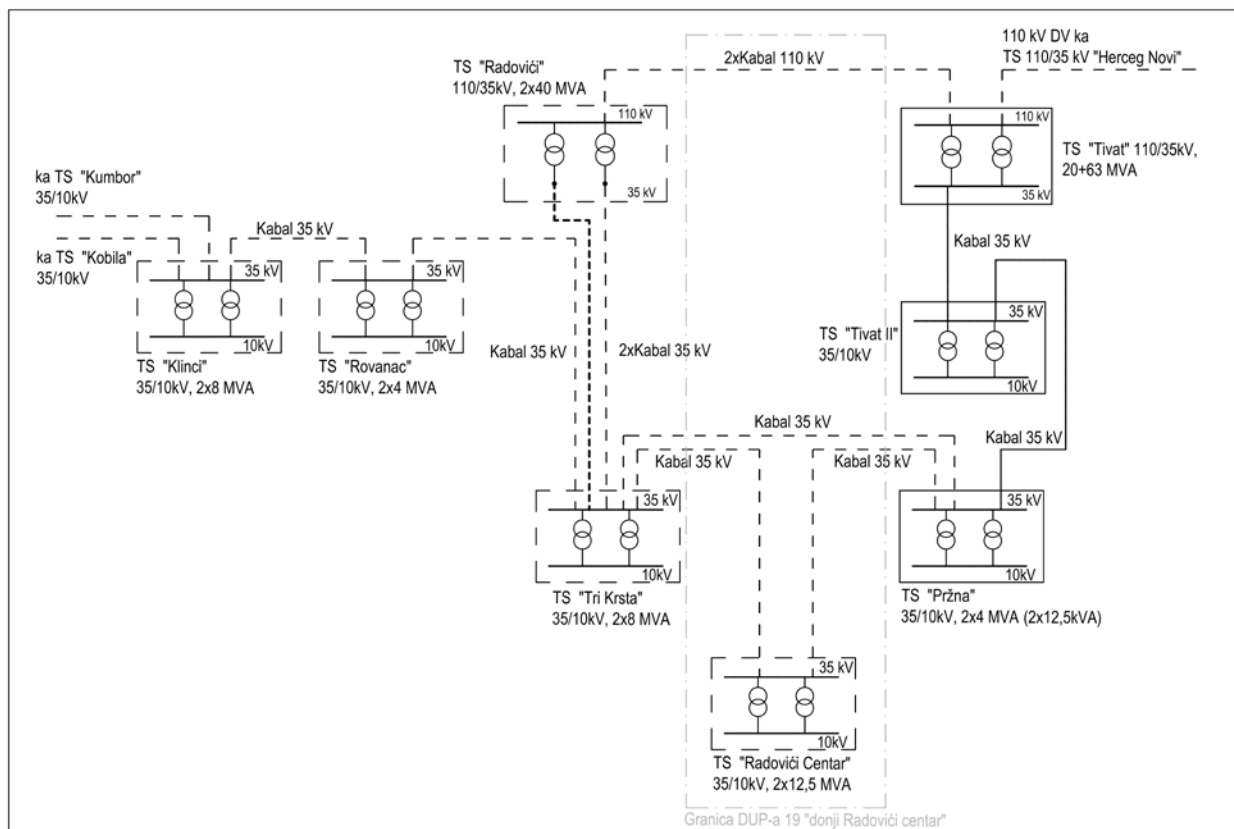 110 kV DV ka
TS 110/35 kV "Herceg Novi"
2xKabal 110 kV
TS "Radovići"
110/35kV, 2x40 MVA
110 kV
35 kV
110 kV
35 kV
TS "Tivat" 110/35kV,
20+63 MVA
ka TS "Kumbor"
35/10kV
ka TS "Kobila"
35/10kV
Kabal 35 kV
35 kV
10kV
TS "Klinci"
35/10kV, 2x8 MVA
35 kV
10kV
TS "Rovanac"
35/10kV, 2x4 MVA
Kabal 35 kV
2xKabal 35 kV
Kabal 35 kV
TS "Tivat II"
35/10kV
35 kV
10kV
Kabal 35 kV
Kabal 35 kV
Kabal 35 kV
Kabal 35 kV
35 kV
10kV
TS "Tri Krsta"
35/10kV, 2x8 MVA
35 kV
10kV
TS "Pržna"
35/10kV, 2x4 MVA (2x12,5kVA)
35 kV
10kV
TS "Radovići Centar"
35/10kV, 2x12,5 MVA
Granica DUP-a 19 "donji Radovići centar"